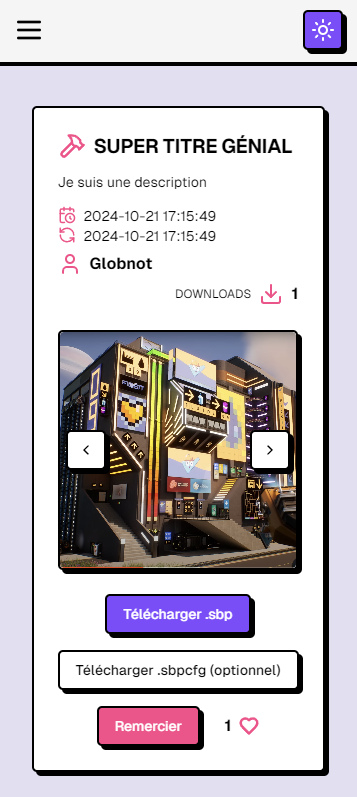 SUPER TITRE GÉNIAL
Je suis une description
2024-10-21 17:15:49
2024-10-21 17:15:49
Globnot
DOWNLOADS 1
Télécharger .sbp
Télécharger .sbpcfg (optionnel)
Remercier 1